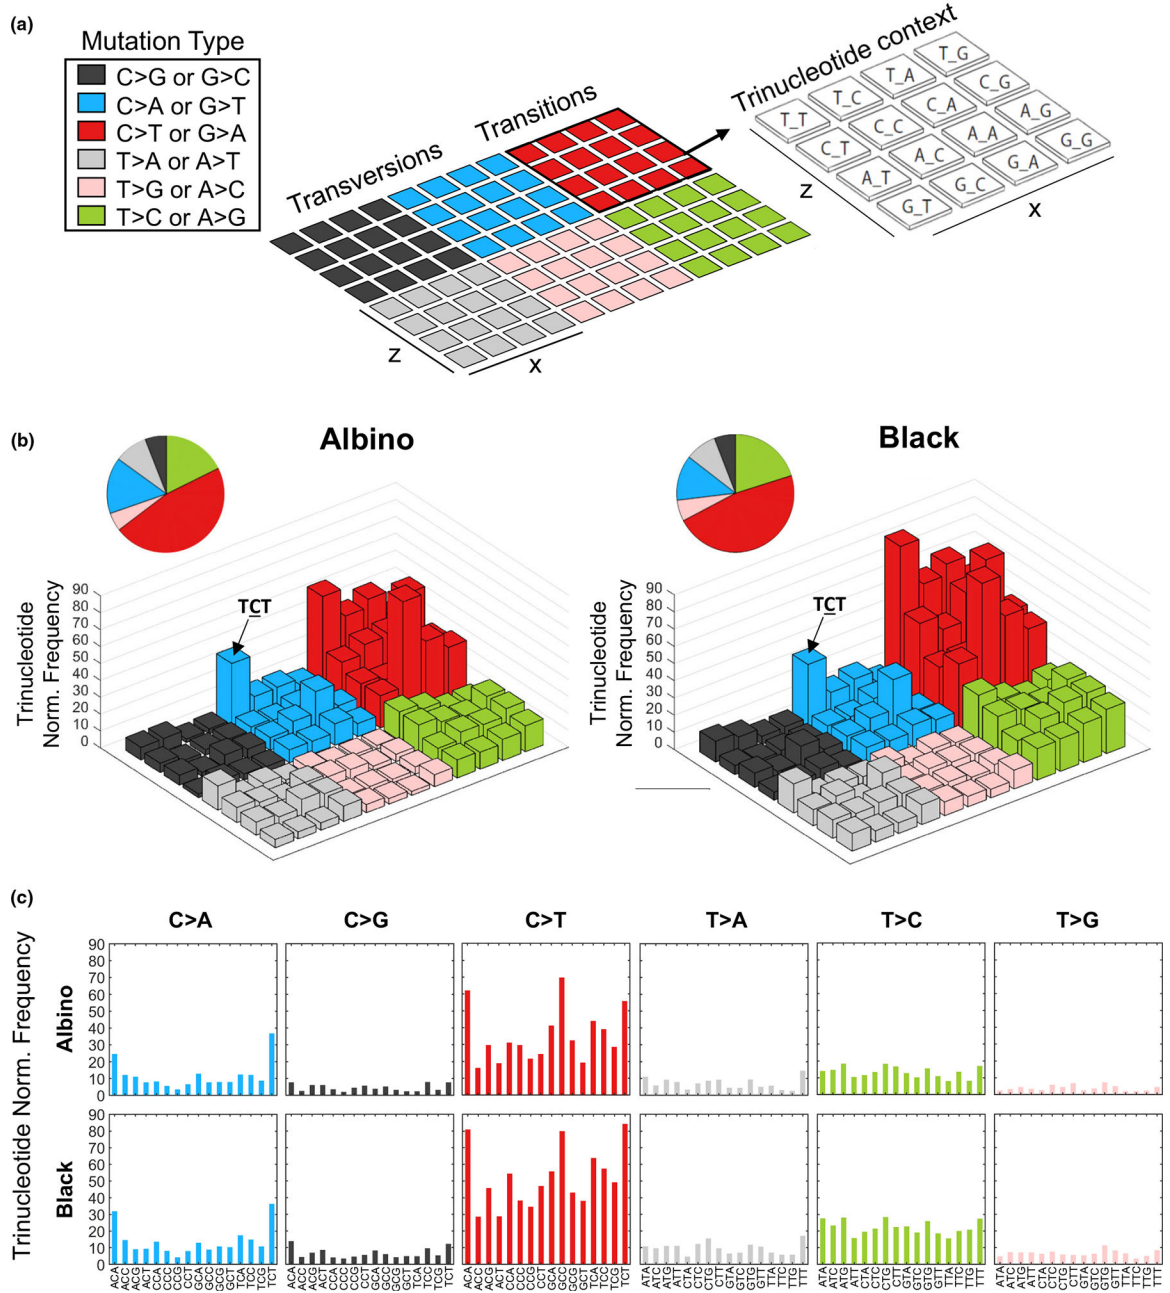 (a)
Mutation Type
C>G or G>C
C>A or G>T
C>T or G>A
T>A or A>T
T>G or A>C
T>C or A>G
Transversions
Transitions
z
x
Trinucleotide context
T_T T_C T_A T_G
C_T C_C C_A C_G
A_T A_C A_A A_G
G_T G_C G_A G_G
z
x
(b)
Albino
Trinucleotide
Norm. Frequency
90
80
70
60
50
40
30
20
10
0
TCT
Black
Trinucleotide
Norm. Frequency
90
80
70
60
50
40
30
20
10
0
TCT
(c)
C>A C>G C>T T>A T>C T>G
Trinucleotide Norm. Frequency
Albino
90
80
70
60
50
40
30
20
10
0
Black
90
80
70
60
50
40
30
20
10
0
ACA ACC ACG ACT CCA CCC CCG CCT GCA GCC GCG GCT TCA TCC TCG TCT
ACA ACC ACG ACT CCA CCC CCG CCT GCA GCC GCG GCT TCA TCC TCG TCT
ACA ACC ACG ACT CCA CCC CCG CCT GCA GCC GCG GCT TCA TCC TCG TCT
ATA ATC ATG ATT CTA CTC CTG CTT GTA GTC GTG GTT TTA TTC TTG TTT
ATA ATC ATG ATT CTA CTC CTG CTT GTA GTC GTG GTT TTA TTC TTG TTT
ATA ATC ATG ATT CTA CTC CTG CTT GTA GTC GTG GTT TTA TTC TTG TTT